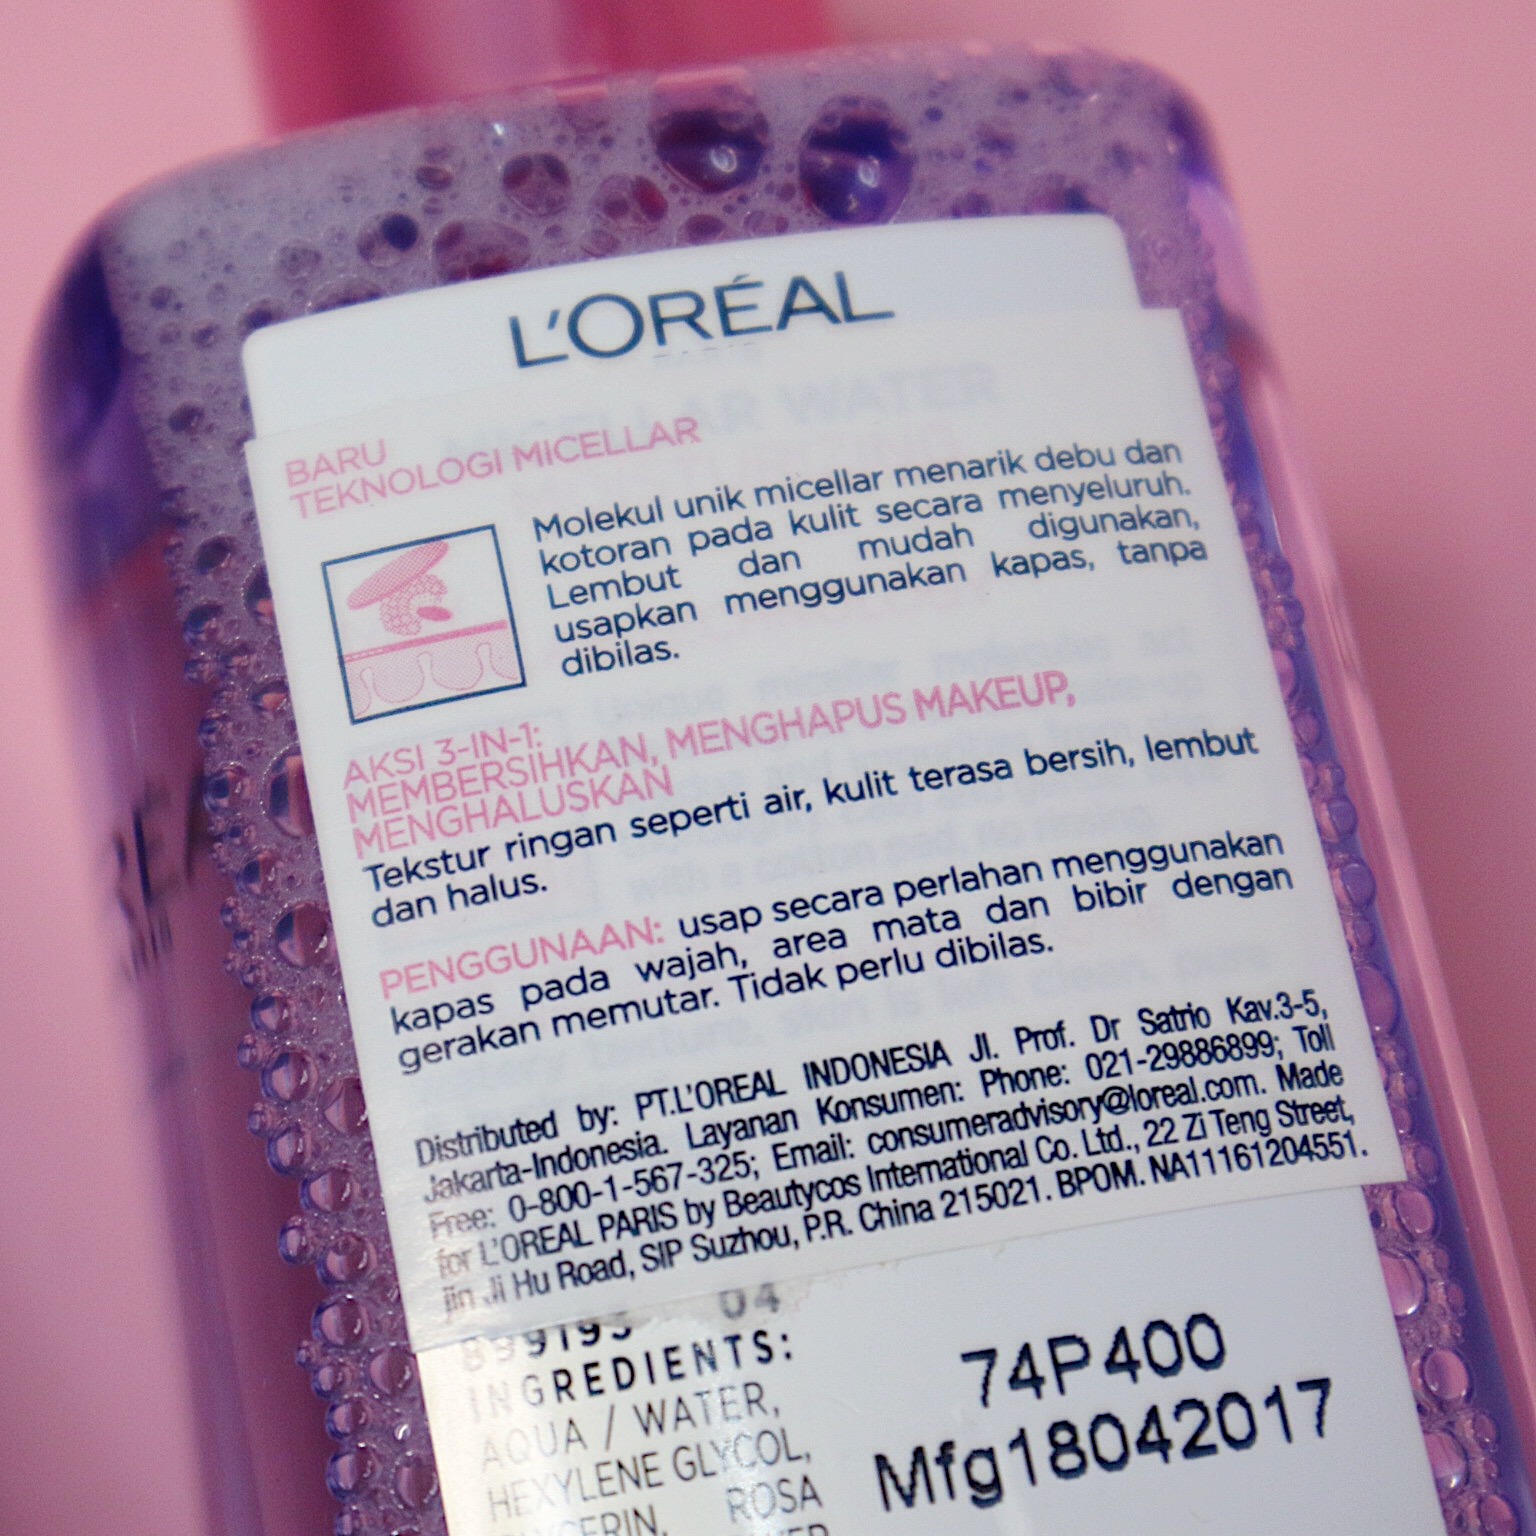 L'ORÉAL
BARU
TEKNOLOGI MICELLAR
Molekul unik micellar menarik debu dan
kotoran pada kulit secara menyeluruh.
Lembut dan mudah digunakan,
usapkan menggunakan kapas, tanpa
dibilas.
AKSI 3-IN-1:
MEMBERSIHKAN, MENGHAPUS MAKEUP,
MENGHALUSKAN
Tekstur ringan seperti air, kulit terasa bersih, lembut
dan halus.
PENGGUNAAN: usap secara perlahan menggunakan
kapas pada wajah, area mata dan bibir dengan
gerakan memutar. Tidak perlu dibilas.
Distributed by: PT.L'OREAL INDONESIA Jl. Prof. Dr Satrio Kav.3-5,
Jakarta-Indonesia. Layanan Konsumen: Phone: 021-29886899; Toll
Free: 0-800-1-567-325; Email: consumeradvisory@loreal.com. Made
for L'OREAL PARIS by Beautycos International Co. Ltd., 22 Zi Teng Street,
jin Ji Hu Road, SIP Suzhou, P.R. China 215021. BPOM. NA11161204551.
899193 04
INGREDIENTS:
AQUA / WATER,
HEXYLENE GLYCOL,
GLYCERIN, ROSA
74P400
Mfg18042017